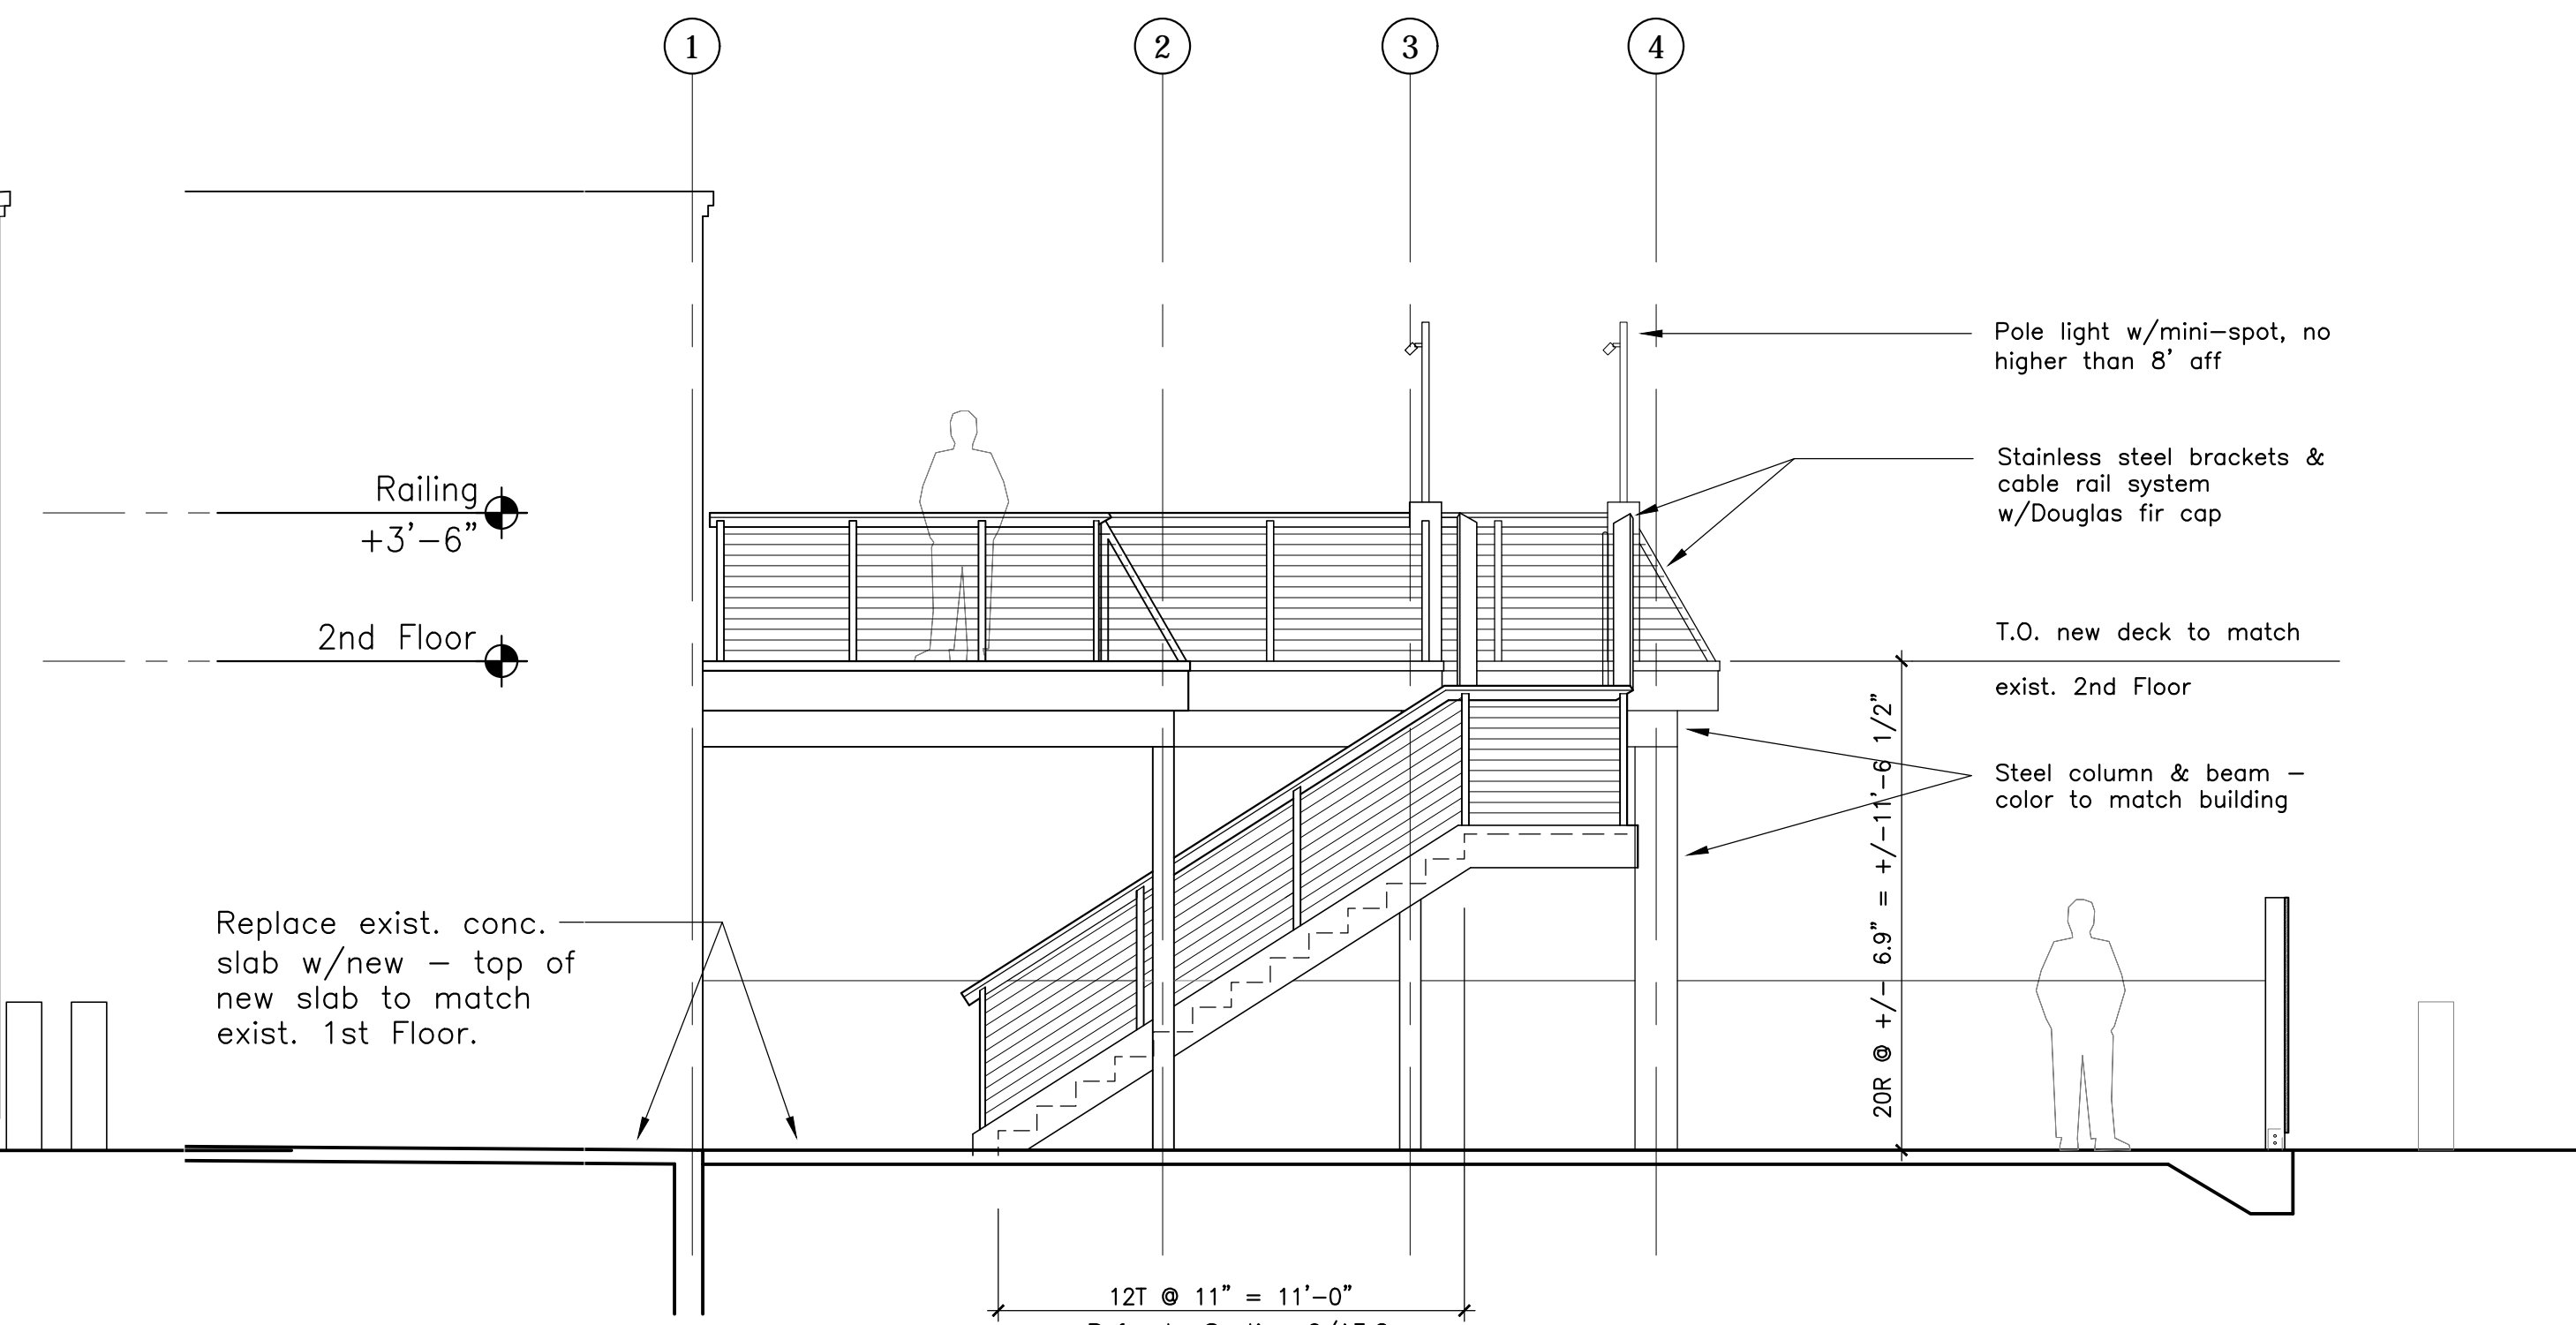 1
2
3
4
Pole light w/mini-spot, no
higher than 8' aff
Stainless steel brackets &
cable rail system
w/Douglas fir cap
Railing
+3'-6"
2nd Floor
T.O. new deck to match
exist. 2nd Floor
Steel column & beam -
color to match building
20R @ +/- 6.9" = +/-11'-6 1/2"
Replace exist. conc.
slab w/new - top of
new slab to match
exist. 1st Floor.
12T @ 11" = 11'-0"